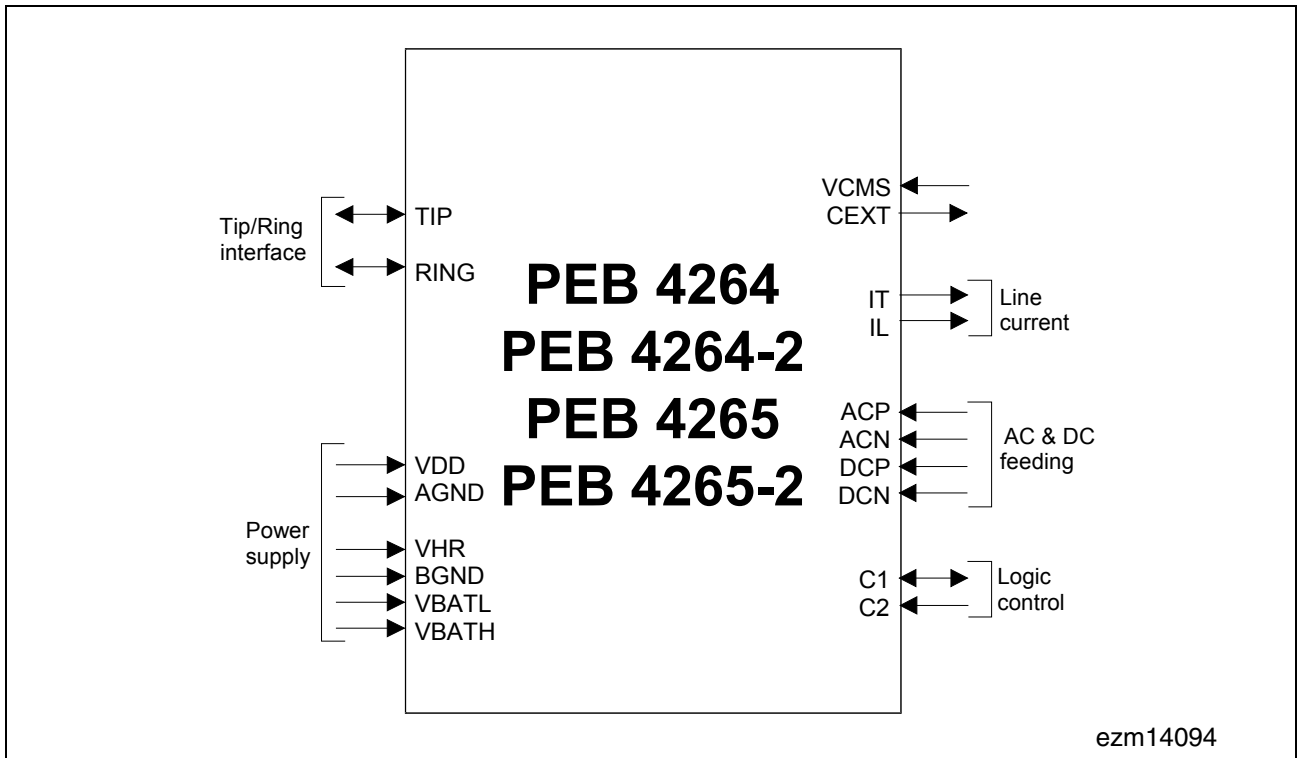 Tip/Ring
interface
TIP
RING
Power
supply
VDD
AGND
VHR
BGND
VBATL
VBATH
PEB 4264
PEB 4264-2
PEB 4265
PEB 4265-2
VCMS
CEXT
IT
IL
Line
current
ACP
ACN
DCP
DCN
AC & DC
feeding
C1
C2
Logic
control
ezm14094